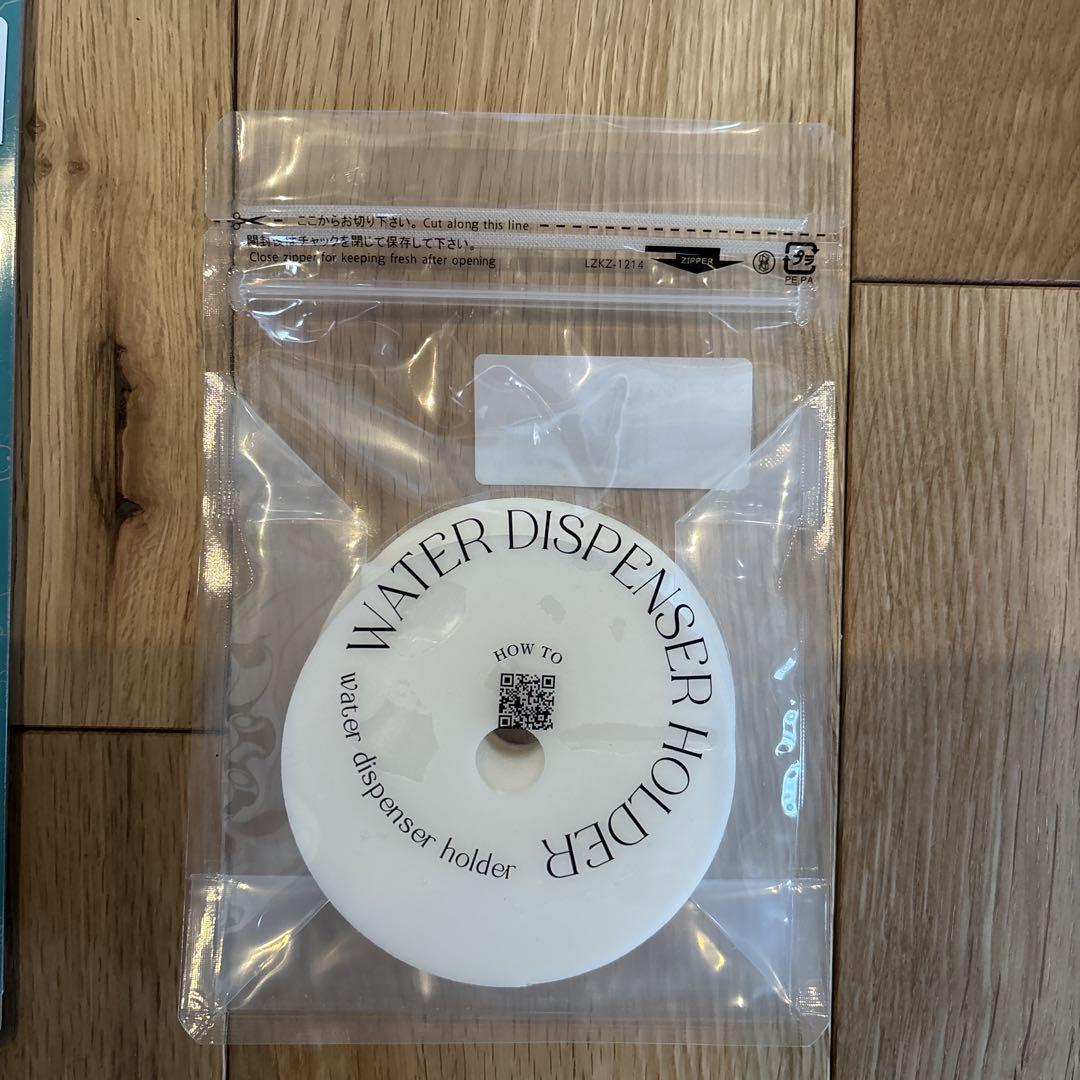 ここからお切り下さい。Cut along this line
開封後はチャックを閉じて保存して下さい。
Close zipper for keeping fresh after opening
LZKZ-1214
ZIPPER
プラ
PE,PA
WATER DISPENSER HOLDER
HOW TO
water dispenser holder